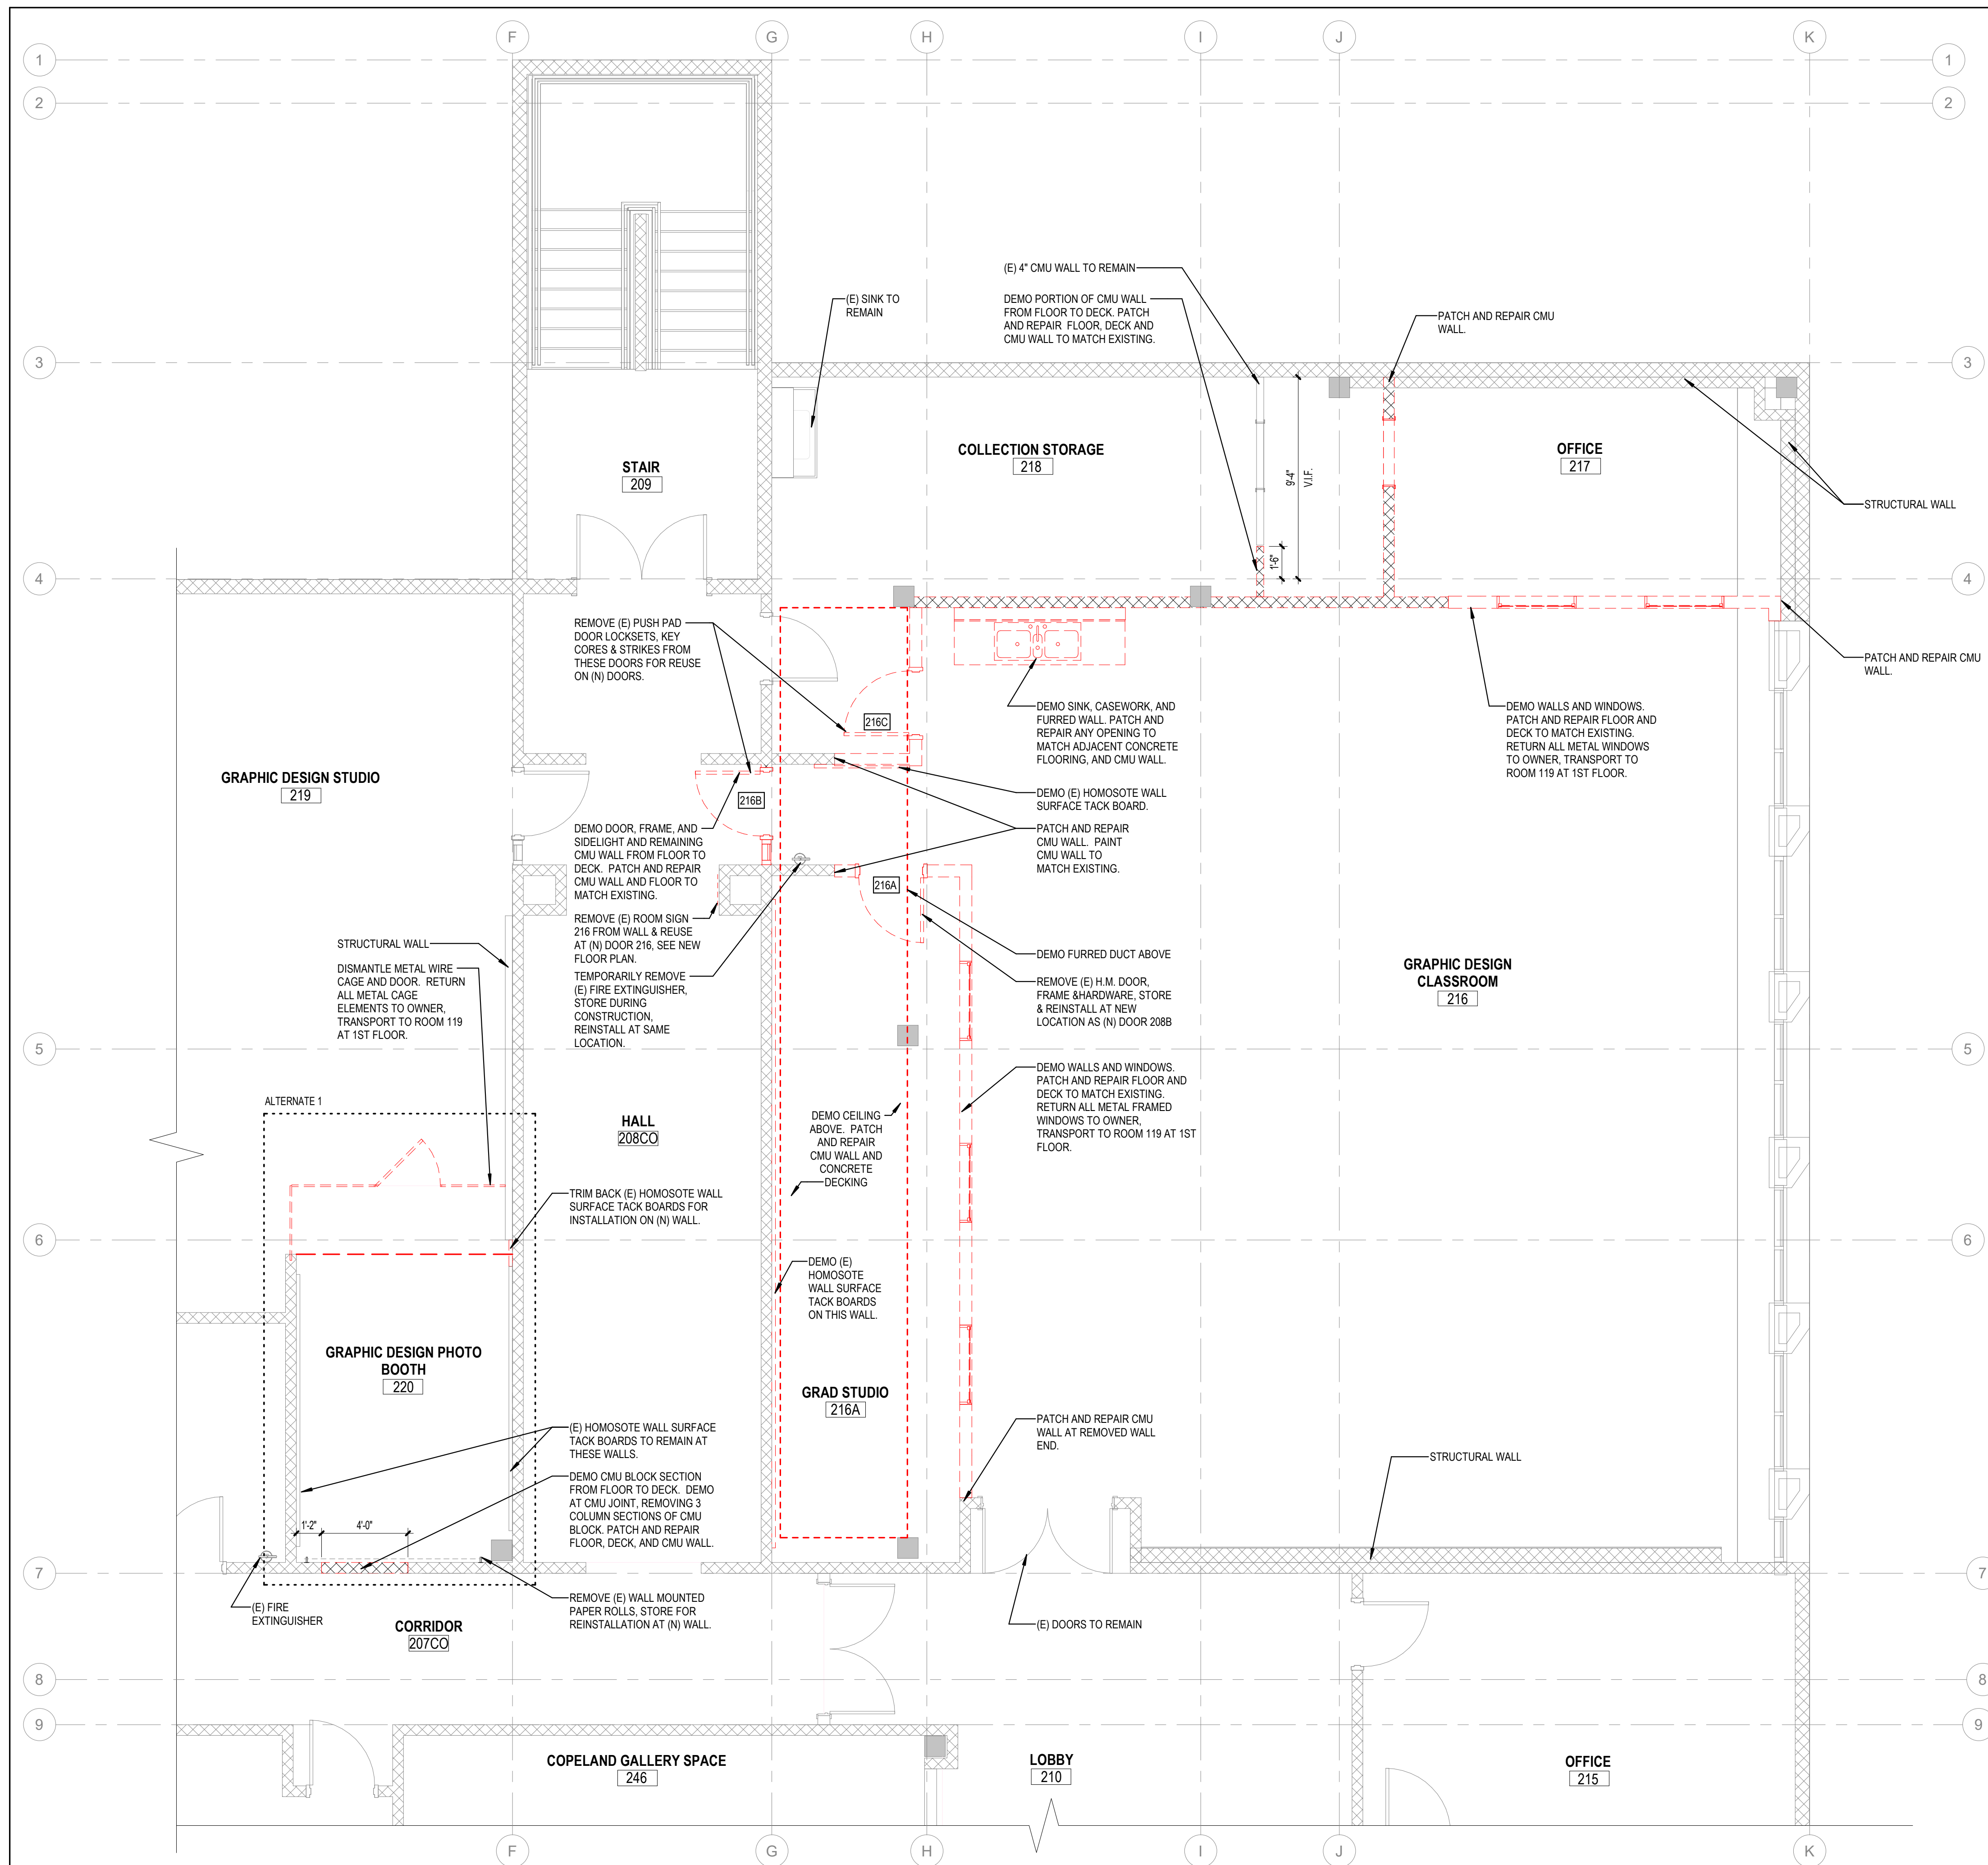 F
G
H
I
J
K
1
1
2
2
(E) 4" CMU WALL TO REMAIN
(E) SINK TO
REMAIN
DEMO PORTION OF CMU WALL
FROM FLOOR TO DECK. PATCH
AND REPAIR FLOOR, DECK AND
CMU WALL TO MATCH EXISTING.
PATCH AND REPAIR CMU
WALL.
3
3
STAIR
209
COLLECTION STORAGE
218
9'-4"
V.I.F.
1'-6"
OFFICE
217
STRUCTURAL WALL
4
4
REMOVE (E) PUSH PAD
DOOR LOCKSETS, KEY
CORES & STRIKES FROM
THESE DOORS FOR REUSE
ON (N) DOORS.
PATCH AND REPAIR CMU
WALL.
216C
DEMO SINK, CASEWORK, AND
FURRED WALL. PATCH AND
REPAIR ANY OPENING TO
MATCH ADJACENT CONCRETE
FLOORING, AND CMU WALL.
DEMO WALLS AND WINDOWS.
PATCH AND REPAIR FLOOR AND
DECK TO MATCH EXISTING.
RETURN ALL METAL WINDOWS
TO OWNER, TRANSPORT TO
ROOM 119 AT 1ST FLOOR.
GRAPHIC DESIGN STUDIO
219
216B
DEMO (E) HOMOSOTE WALL
SURFACE TACK BOARD.
DEMO DOOR, FRAME, AND
SIDELIGHT AND REMAINING
CMU WALL FROM FLOOR TO
DECK. PATCH AND REPAIR
CMU WALL AND FLOOR TO
MATCH EXISTING.
PATCH AND REPAIR
CMU WALL. PAINT
CMU WALL TO
MATCH EXISTING.
216A
REMOVE (E) ROOM SIGN
216 FROM WALL & REUSE
AT (N) DOOR 216, SEE NEW
FLOOR PLAN.
STRUCTURAL WALL
DISMANTLE METAL WIRE
CAGE AND DOOR. RETURN
ALL METAL CAGE
ELEMENTS TO OWNER,
TRANSPORT TO ROOM 119
AT 1ST FLOOR.
TEMPORARILY REMOVE
(E) FIRE EXTINGUISHER,
STORE DURING
CONSTRUCTION,
REINSTALL AT SAME
LOCATION.
DEMO FURRED DUCT ABOVE
REMOVE (E) H.M. DOOR,
FRAME &HARDWARE, STORE
& REINSTALL AT NEW
LOCATION AS (N) DOOR 208B
GRAPHIC DESIGN
CLASSROOM
216
5
5
DEMO WALLS AND WINDOWS.
PATCH AND REPAIR FLOOR AND
DECK TO MATCH EXISTING.
RETURN ALL METAL FRAMED
WINDOWS TO OWNER,
TRANSPORT TO ROOM 119 AT 1ST
FLOOR.
ALTERNATE 1
HALL
208CO
DEMO CEILING
ABOVE. PATCH
AND REPAIR
CMU WALL AND
CONCRETE
DECKING
TRIM BACK (E) HOMOSOTE WALL
SURFACE TACK BOARDS FOR
INSTALLATION ON (N) WALL.
6
6
DEMO (E)
HOMOSOTE
WALL SURFACE
TACK BOARDS
ON THIS WALL.
GRAPHIC DESIGN PHOTO
BOOTH
220
GRAD STUDIO
216A
(E) HOMOSOTE WALL SURFACE
TACK BOARDS TO REMAIN AT
THESE WALLS.
PATCH AND REPAIR CMU
WALL AT REMOVED WALL
END.
STRUCTURAL WALL
DEMO CMU BLOCK SECTION
FROM FLOOR TO DECK. DEMO
AT CMU JOINT, REMOVING 3
COLUMN SECTIONS OF CMU
BLOCK. PATCH AND REPAIR
FLOOR, DECK, AND CMU WALL.
1'-2"
4'-0"
7
7
(E) FIRE
EXTINGUISHER
REMOVE (E) WALL MOUNTED
PAPER ROLLS, STORE FOR
REINSTALLATION AT (N) WALL.
CORRIDOR
207CO
(E) DOORS TO REMAIN
8
8
9
9
COPELAND GALLERY SPACE
246
LOBBY
210
OFFICE
215
F
G
H
I
J
K